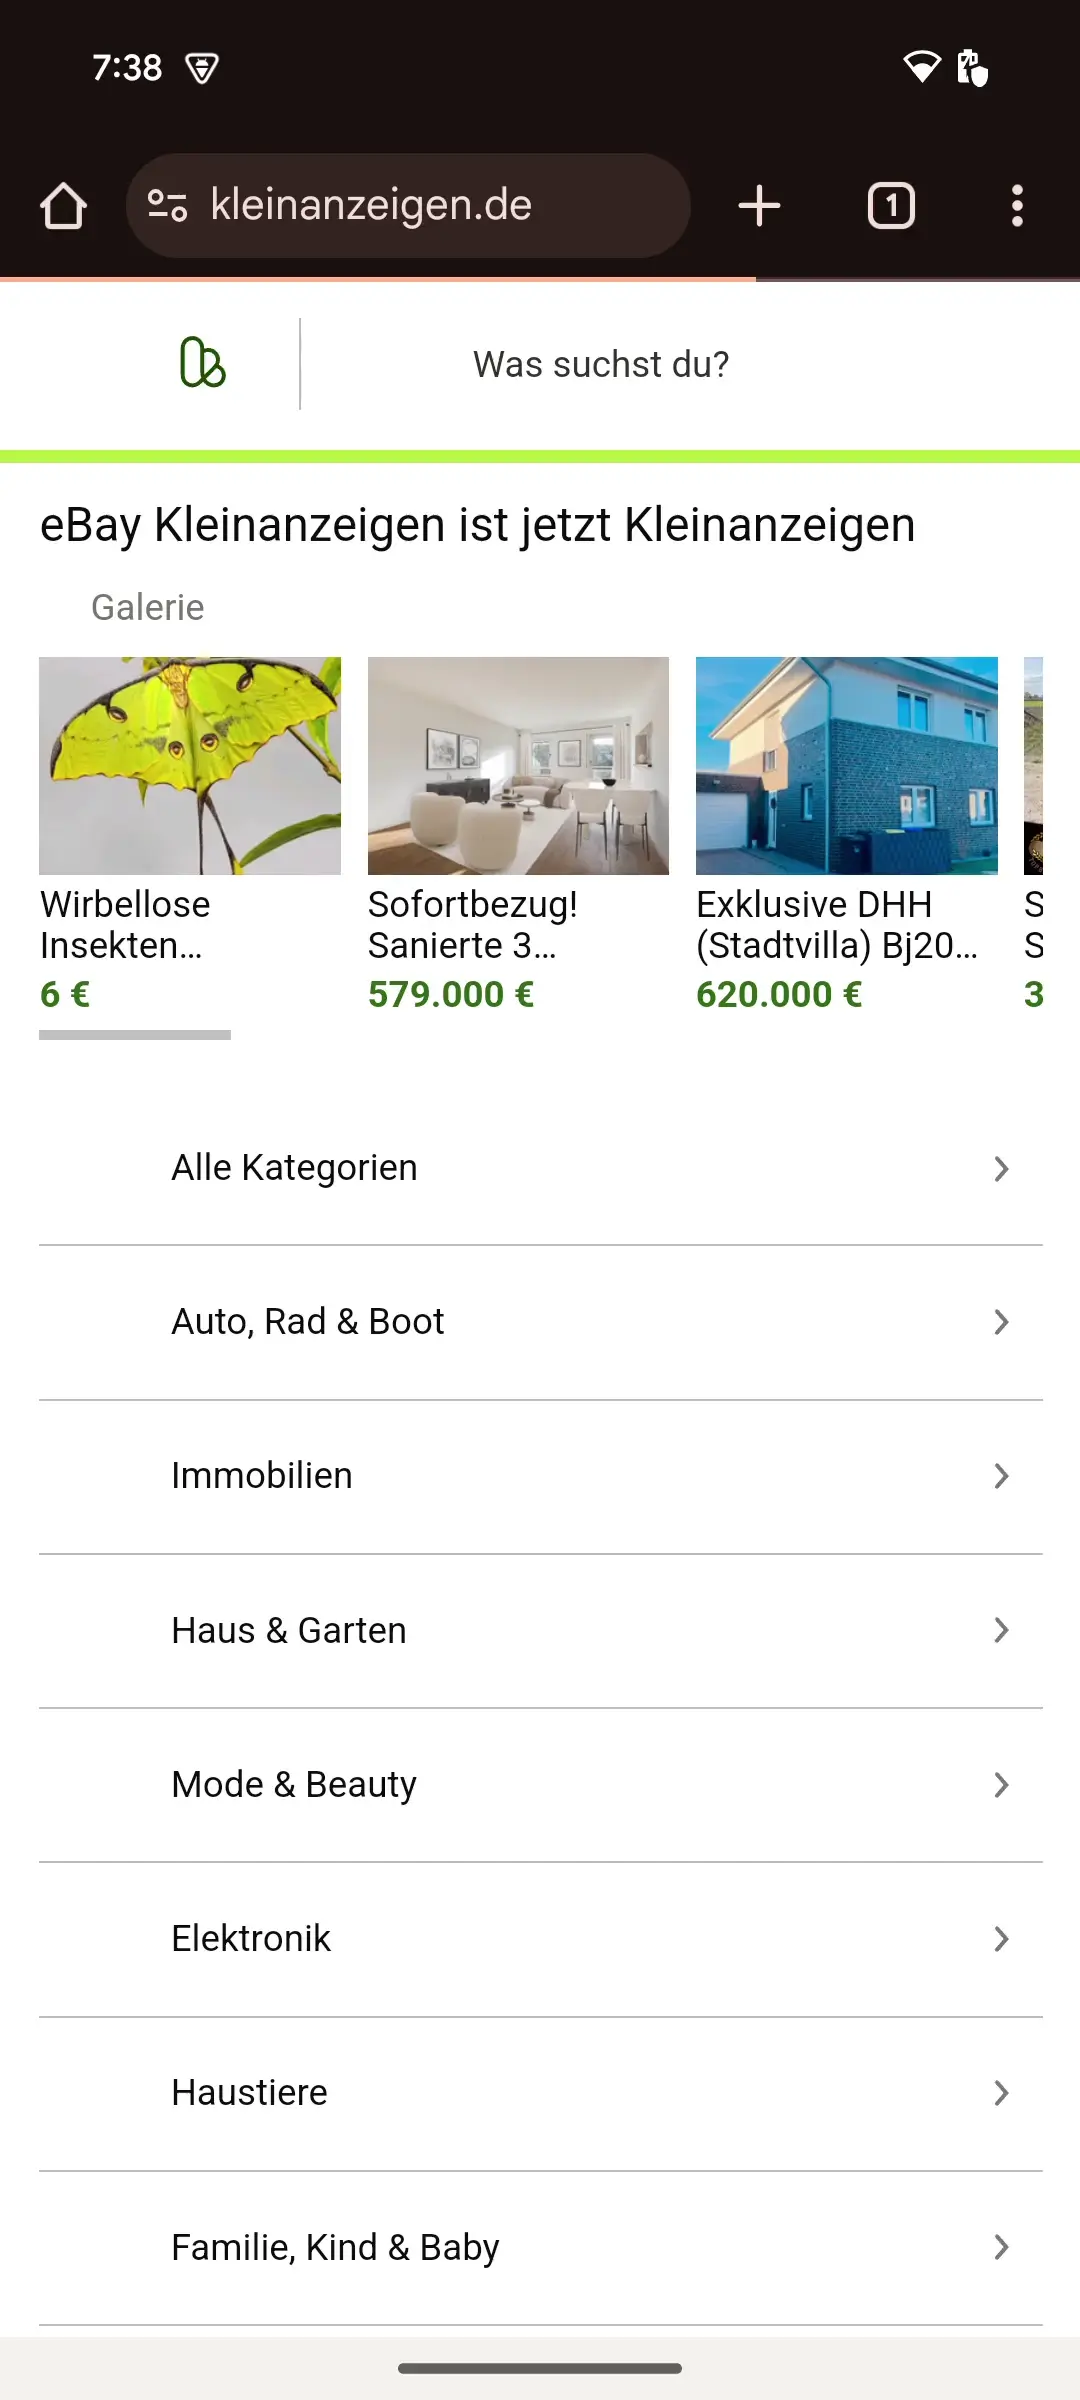 7:38
kleinanzeigen.de
1
Was suchst du?
eBay Kleinanzeigen ist jetzt Kleinanzeigen
Galerie
Wirbellose
Insekten...
6 €
Sofortbezug!
Sanierte 3...
579.000 €
Exklusive DHH
(Stadtvilla) Bj20...
620.000 €
S
S
3
Alle Kategorien
Auto, Rad & Boot
Immobilien
Haus & Garten
Mode & Beauty
Elektronik
Haustiere
Familie, Kind & Baby